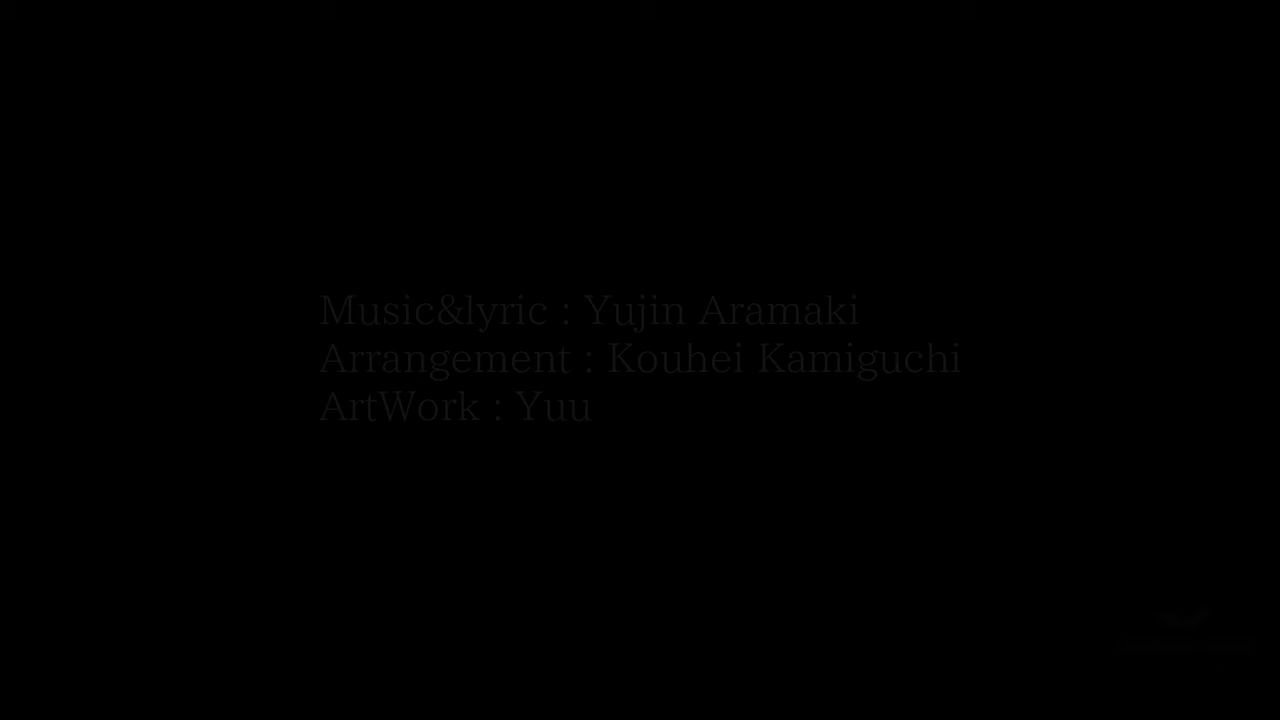 Music&lyric : Yujin Aramaki
Arrangement : Kouhei Kamiguchi
ArtWork : Yuu